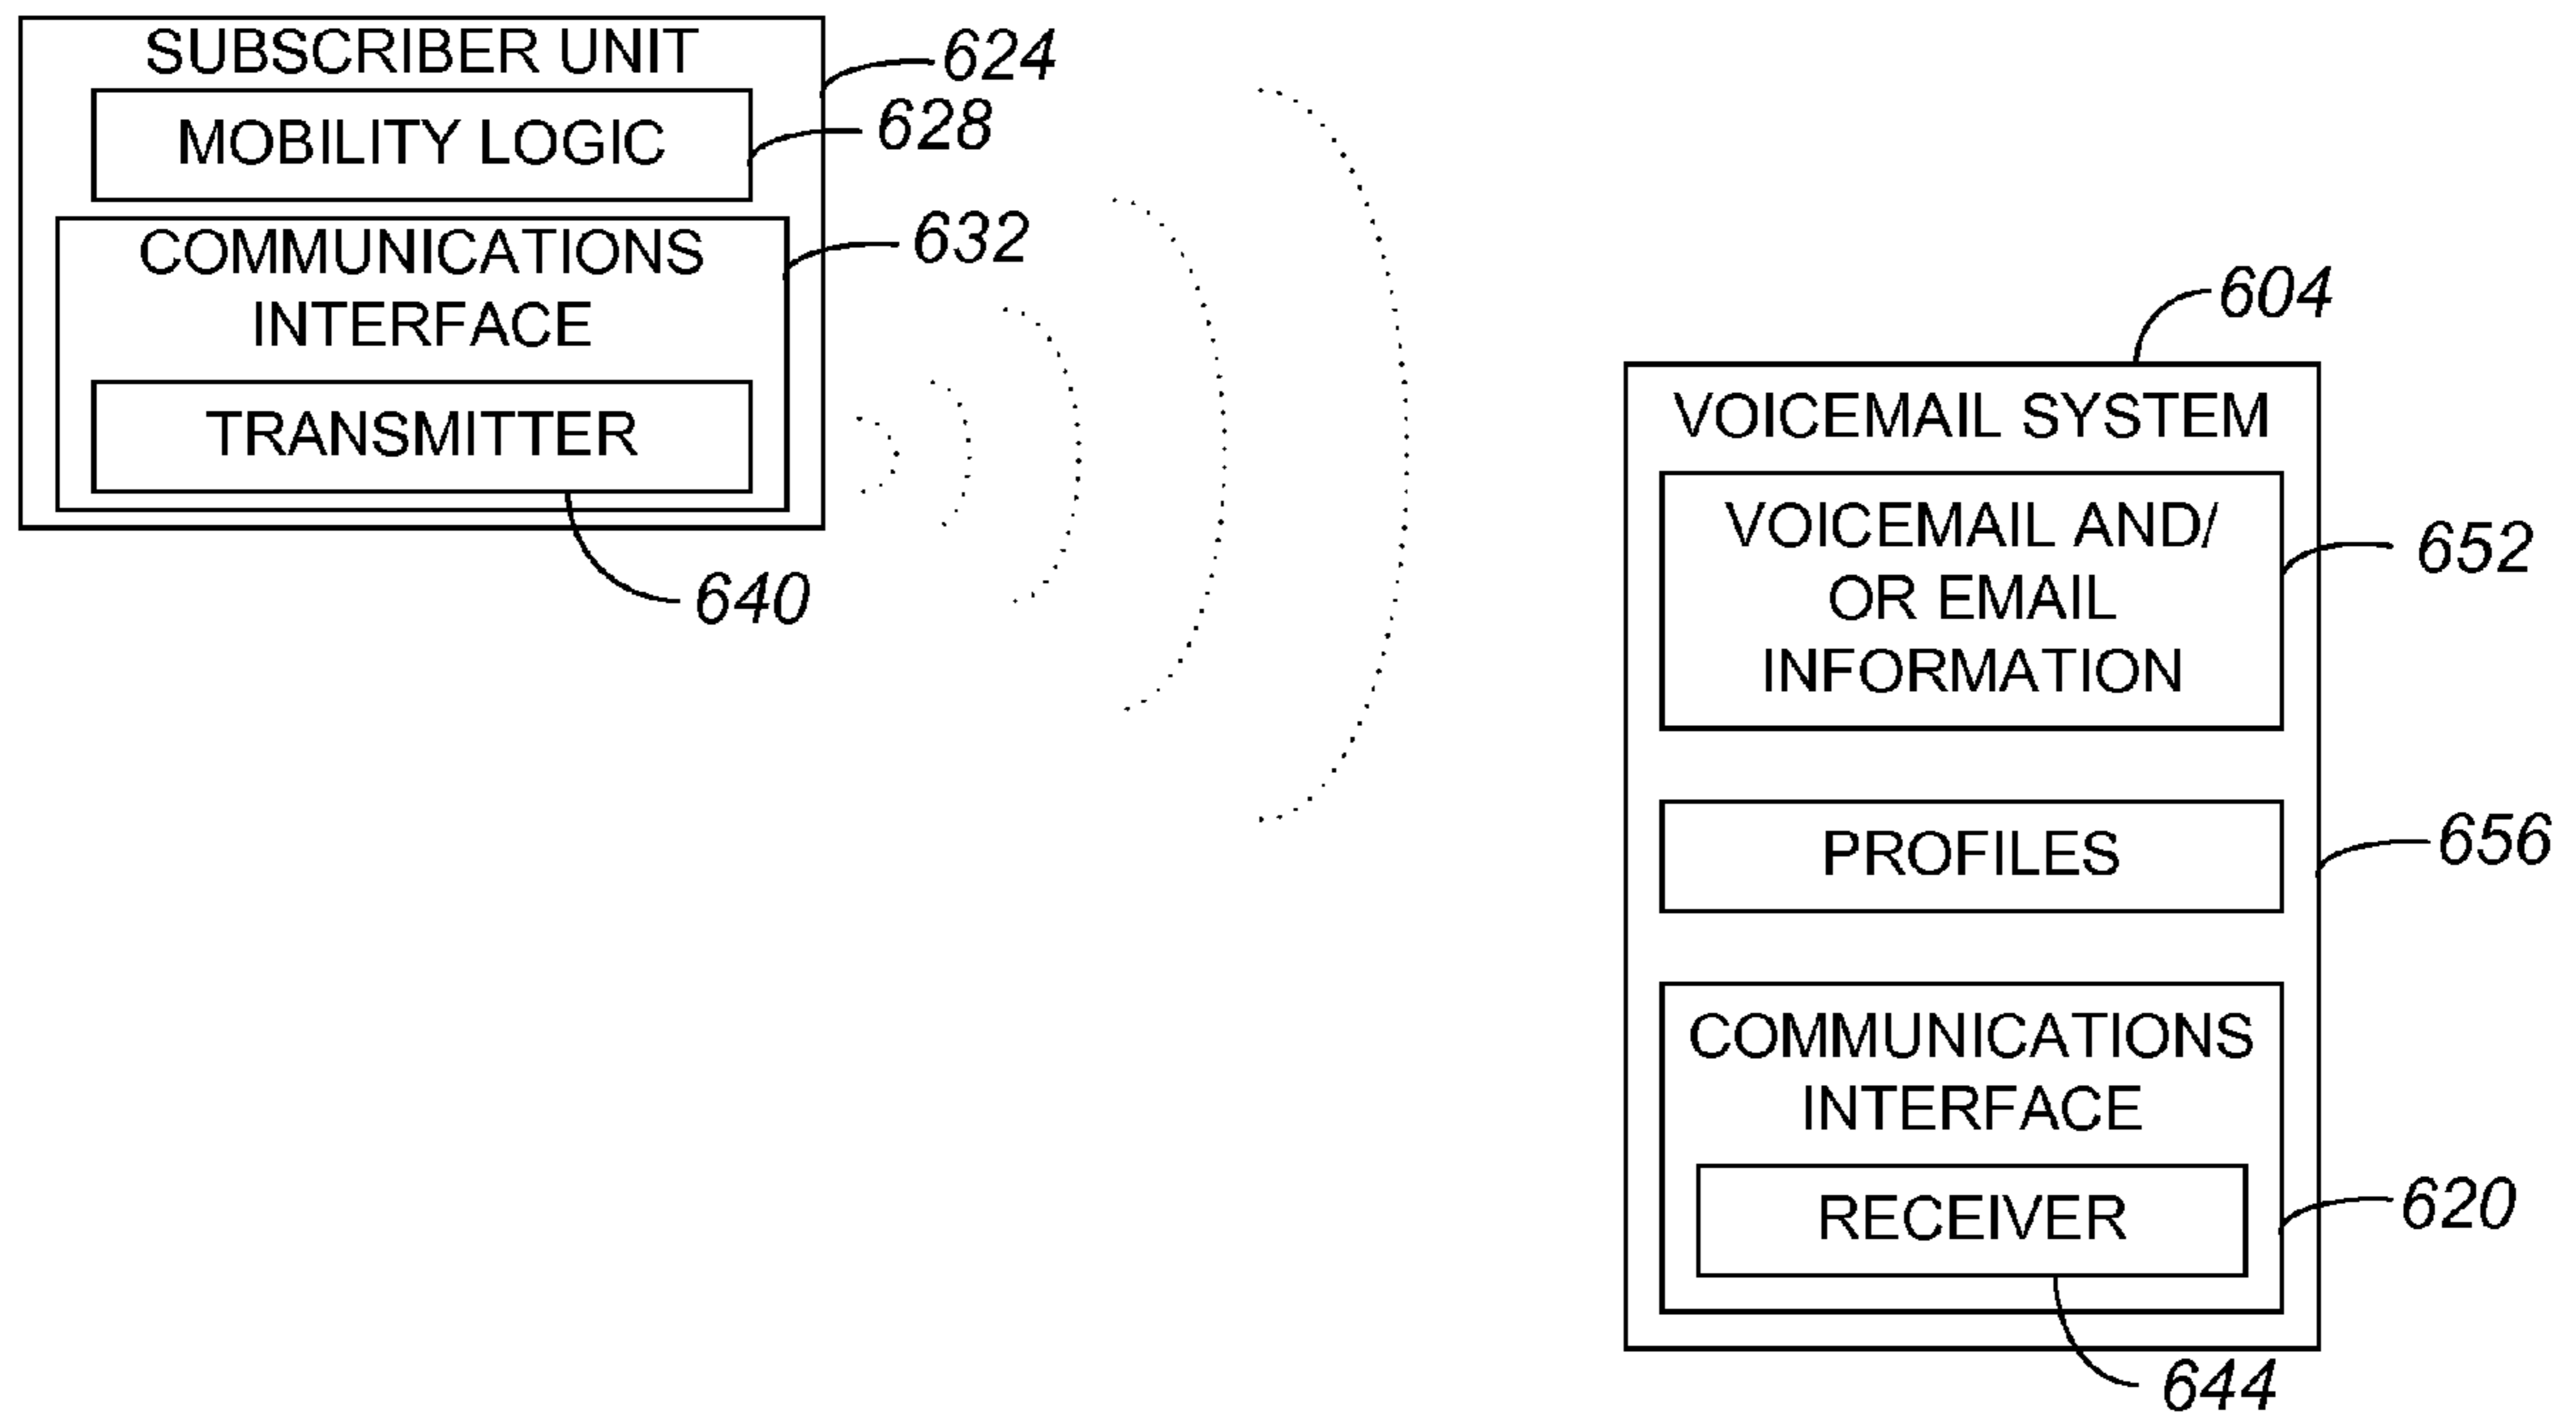 SUBSCRIBER UNIT
624
MOBILITY LOGIC
628
COMMUNICATIONS
INTERFACE
632
TRANSMITTER
640
604
VOICEMAIL SYSTEM
VOICEMAIL AND/
OR EMAIL
INFORMATION
652
PROFILES
656
COMMUNICATIONS
INTERFACE
RECEIVER
620
644